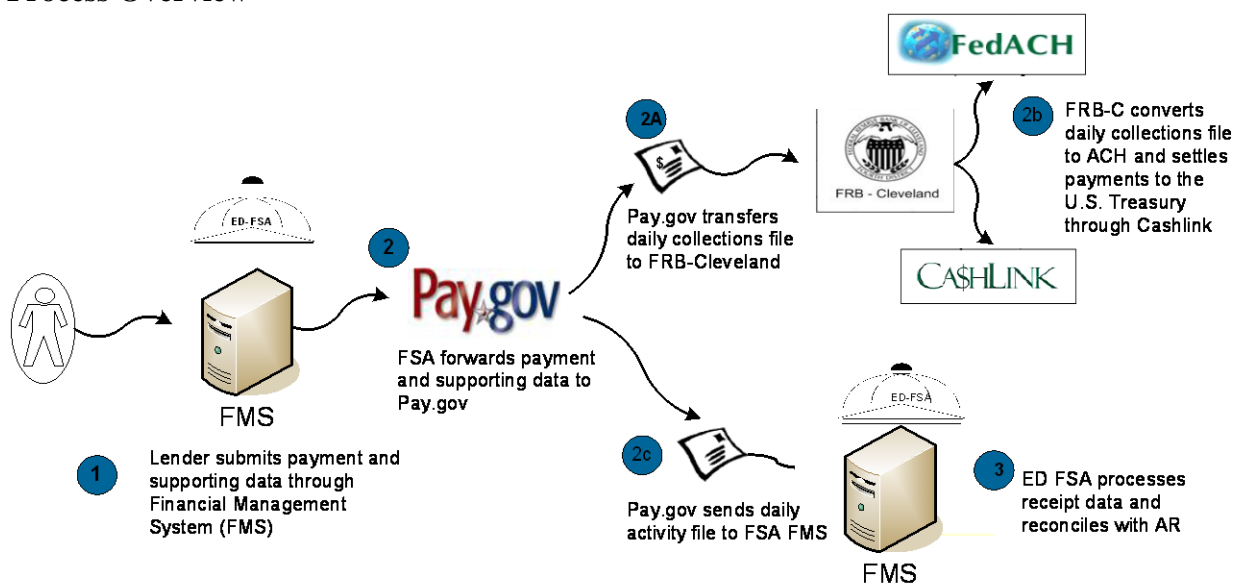 Process Overview
FedACH
2A
2b
FRB-C converts
daily collections file
to ACH and settles
payments to the
U.S. Treasury
through Cashlink
FRB - Cleveland
$
Pay.gov transfers
daily collections file
to FRB-Cleveland
CA$HLINK
ED-FSA
2
Pay.gov
FSA forwards payment
and supporting data to
Pay.gov
FMS
1
Lender submits payment and
supporting data through
Financial Management
System (FMS)
2c
Pay.gov sends daily
activity file to FSA FMS
ED-FSA
FMS
3
ED FSA processes
receipt data and
reconciles with AR